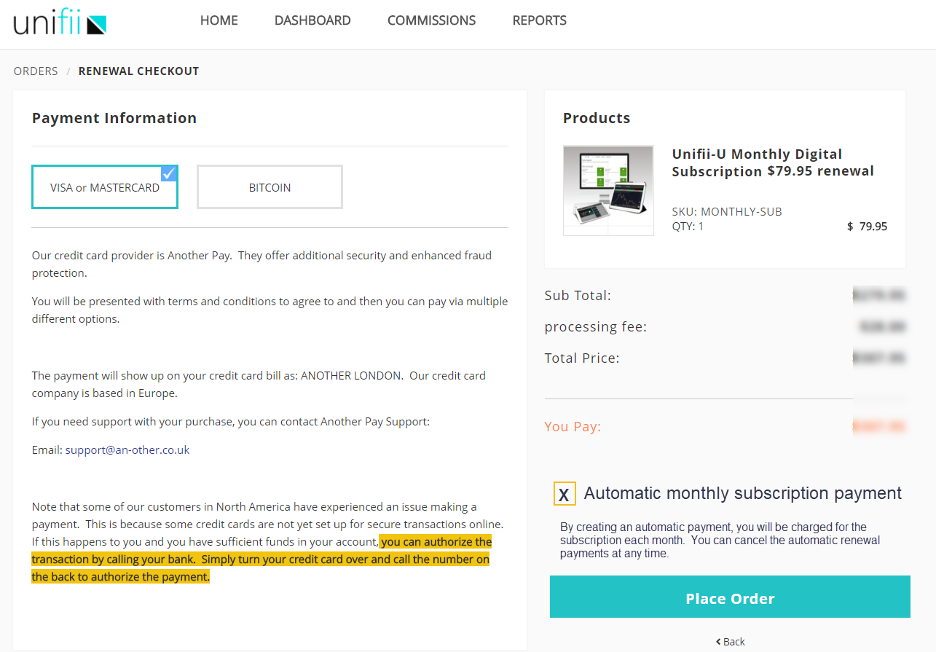 unifii
HOME DASHBOARD COMMISSIONS REPORTS
ORDERS / RENEWAL CHECKOUT
Payment Information
VISA or MASTERCARD
BITCOIN
Our credit card provider is Another Pay. They offer additional security and enhanced fraud
protection.
You will be presented with terms and conditions to agree to and then you can pay via multiple
different options.
The payment will show up on your credit card bill as: ANOTHER LONDON. Our credit card
company is based in Europe.
If you need support with your purchase, you can contact Another Pay Support:
Email: support@an-other.co.uk
Note that some of our customers in North America have experienced an issue making a
payment. This is because some credit cards are not yet set up for secure transactions online.
If this happens to you and you have sufficient funds in your account, you can authorize the
transaction by calling your bank. Simply turn your credit card over and call the number on
the back to authorize the payment.
Products
Unifii-U Monthly Digital
Subscription $79.95 renewal
SKU: MONTHLY-SUB
QTY: 1
$ 79.95
Sub Total:
processing fee:
Total Price:
You Pay:
X Automatic monthly subscription payment
By creating an automatic payment, you will be charged for the
subscription each month. You can cancel the automatic renewal
payments at any time.
Place Order
Back